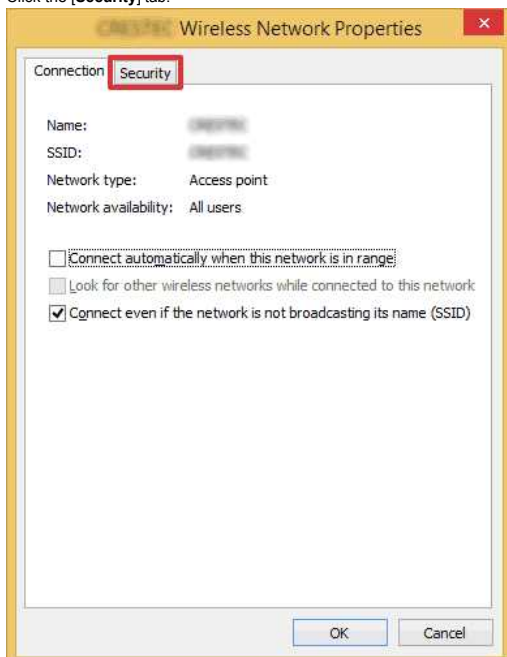 Click the [Security] tab.
Wireless Network Properties
Connection Security
Name:
SSID:
Network type: Access point
Network availability: All users
Connect automatically when this network is in range
Look for other wireless networks while connected to this network
Connect even if the network is not broadcasting its name (SSID)
OK Cancel